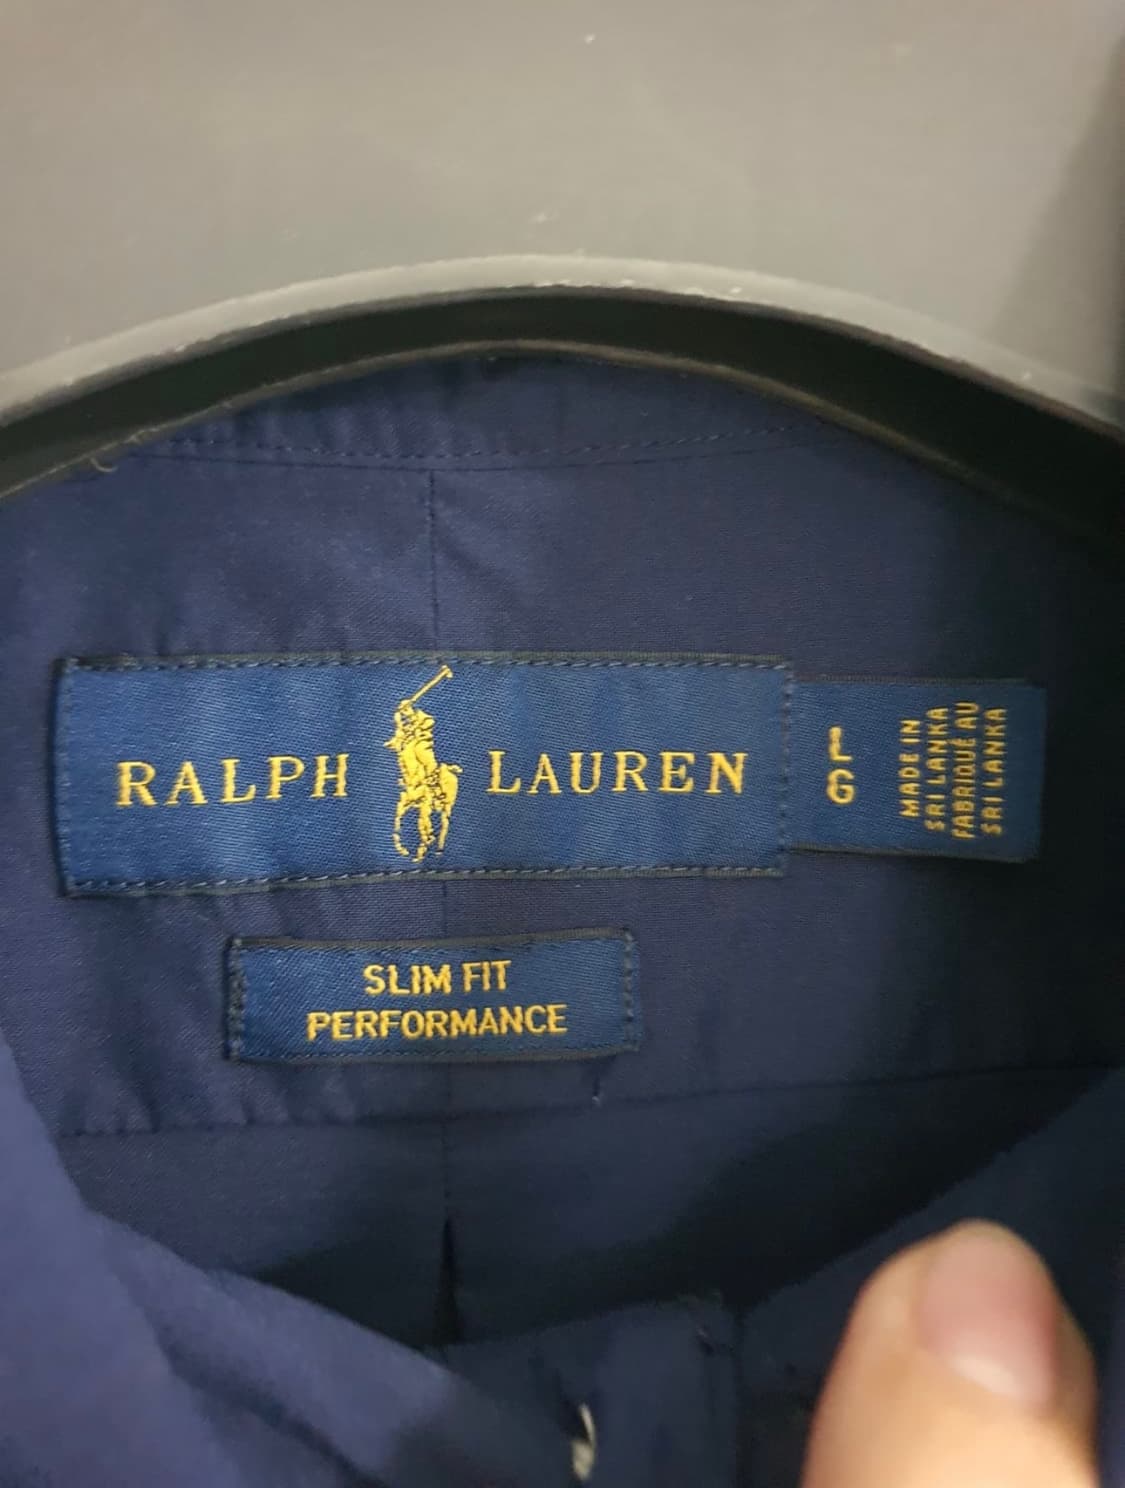 RALPH LAUREN
L
G
MADE IN
SRI LANKA
FABRIQUÉ AU
SRI LANKA
SLIM FIT
PERFORMANCE